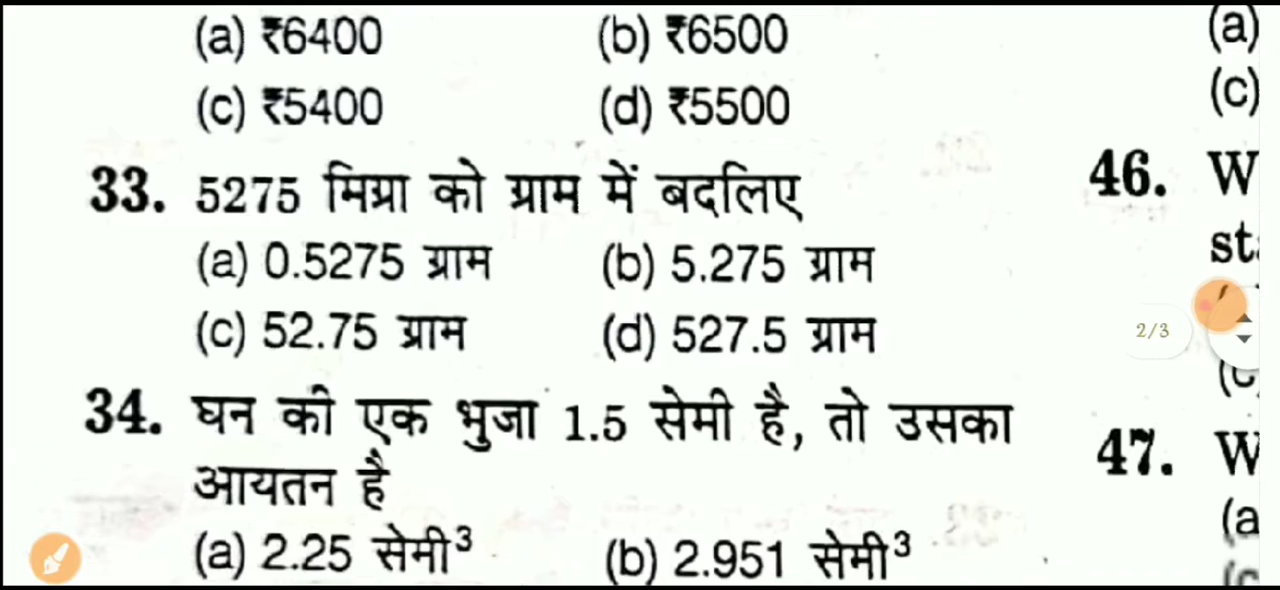 (a) ₹6400 (b) ₹6500
(c) ₹5400 (d) ₹5500
33. 5275 मिग्रा को ग्राम में बदलिए
(a) 0.5275 ग्राम (b) 5.275 ग्राम
(c) 52.75 ग्राम (d) 527.5 ग्राम
34. घन की एक भुजा 1.5 सेमी है, तो उसका
आयतन है
(a) 2.25 सेमी³ (b) 2.951 सेमी³
(a)
(c)
46. W
2/3
47. W
(a